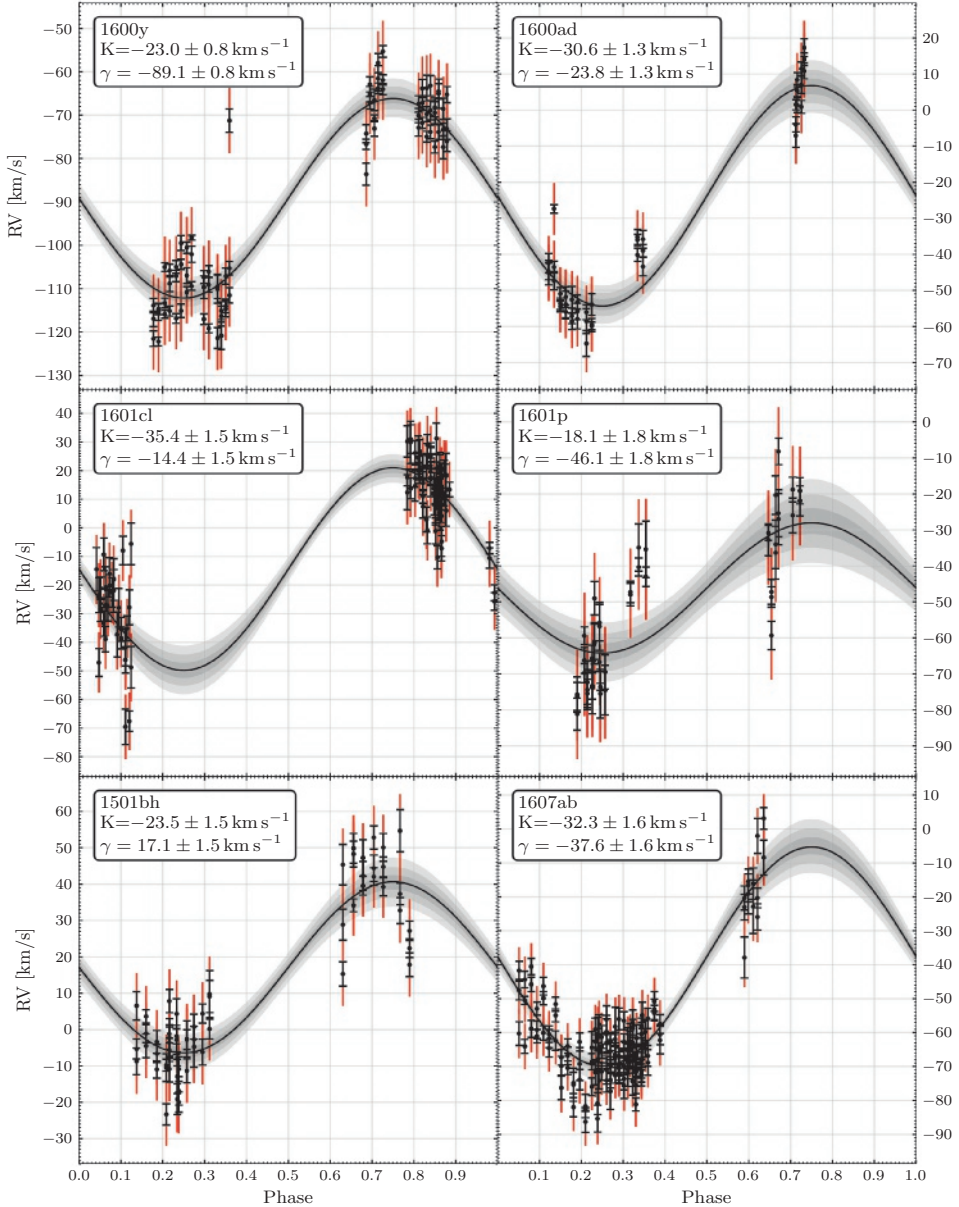 1600y
K=−23.0 ± 0.8 km s⁻¹
γ = −89.1 ± 0.8 km s⁻¹
−50
−60
−70
−80
−90
−100
−110
−120
−130
RV [km/s]
1600ad
K=−30.6 ± 1.3 km s⁻¹
γ = −23.8 ± 1.3 km s⁻¹
20
10
0
−10
−20
−30
−40
−50
−60
−70
1601cl
K=−35.4 ± 1.5 km s⁻¹
γ = −14.4 ± 1.5 km s⁻¹
40
30
20
10
0
−10
−20
−30
−40
−50
−60
−70
−80
RV [km/s]
1601p
K=−18.1 ± 1.8 km s⁻¹
γ = −46.1 ± 1.8 km s⁻¹
0
−10
−20
−30
−40
−50
−60
−70
−80
−90
1501bh
K=−23.5 ± 1.5 km s⁻¹
γ = 17.1 ± 1.5 km s⁻¹
60
50
40
30
20
10
0
−10
−20
−30
RV [km/s]
1607ab
K=−32.3 ± 1.6 km s⁻¹
γ = −37.6 ± 1.6 km s⁻¹
10
0
−10
−20
−30
−40
−50
−60
−70
−80
−90
0.0 0.1 0.2 0.3 0.4 0.5 0.6 0.7 0.8 0.9
Phase
0.1 0.2 0.3 0.4 0.5 0.6 0.7 0.8 0.9 1.0
Phase